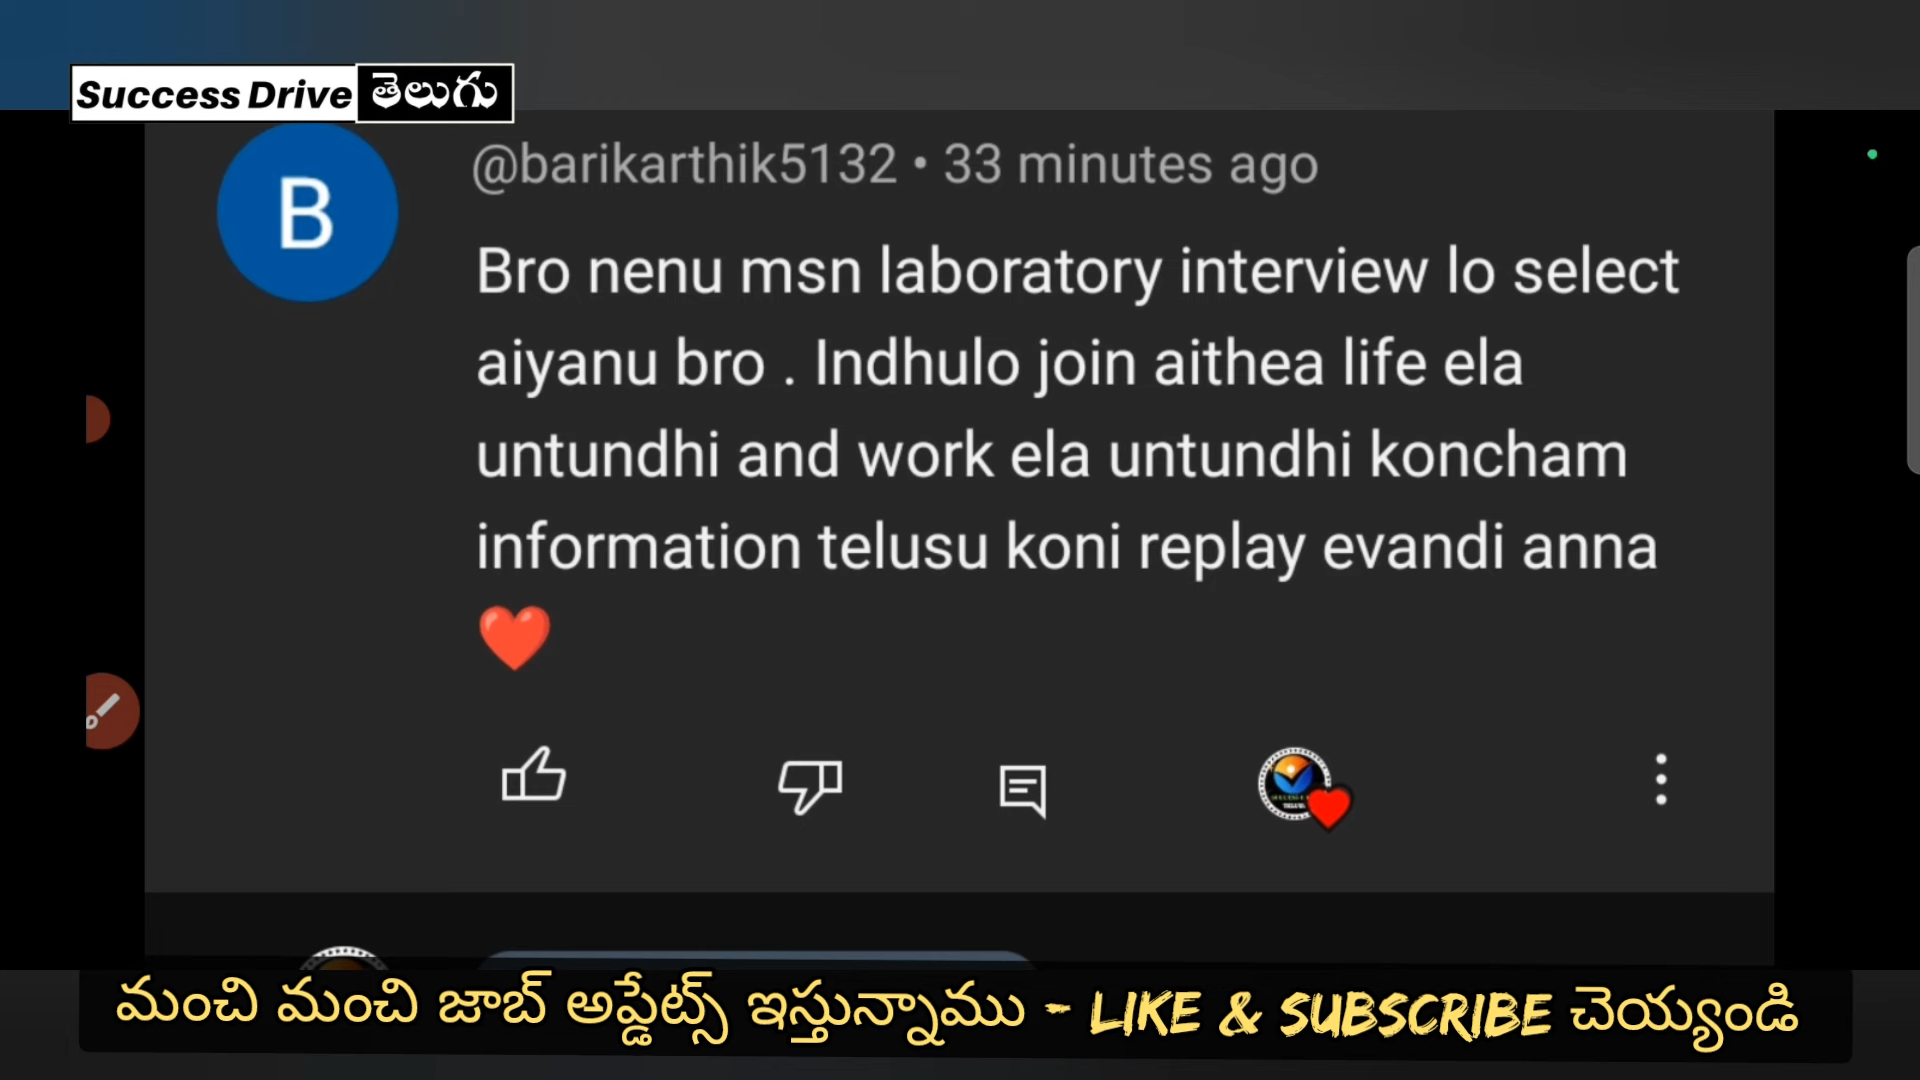 Success Drive తెలుగు
B
@barikarthik5132 • 33 minutes ago
Bro nenu msn laboratory interview lo select
aiyanu bro . Indhulo join aithea life ela
untundhi and work ela untundhi koncham
information telusu koni replay evandi anna
❤️
మంచి మంచి జాబ్ అప్డేట్స్ ఇస్తున్నాము - LIKE & SUBSCRIBE చెయ్యండి